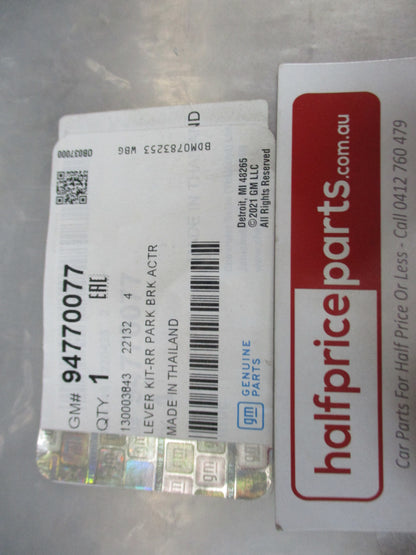 GM# 94770077
QTY. 1 EAC
130003843 22132 4
LEVER KIT-RR PARK BRK ACTR
MADE IN THAILAND
OB037000
BDM0783253 WBG
Detroit, MI 48265
©2021 GM LLC
All Rights Reserved
gm GENUINE
PARTS
halfpriceparts.com.au
Car Parts For Half Price Or Less - Call 0412 760 479